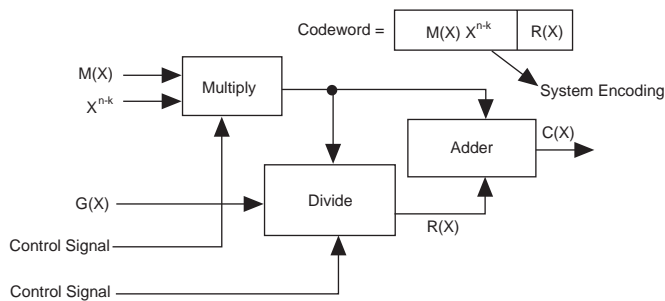 Codeword = M(X) X^n-k R(X)
System Encoding
M(X)
X^n-k
Multiply
Adder
C(X)
G(X)
Divide
R(X)
Control Signal
Control Signal